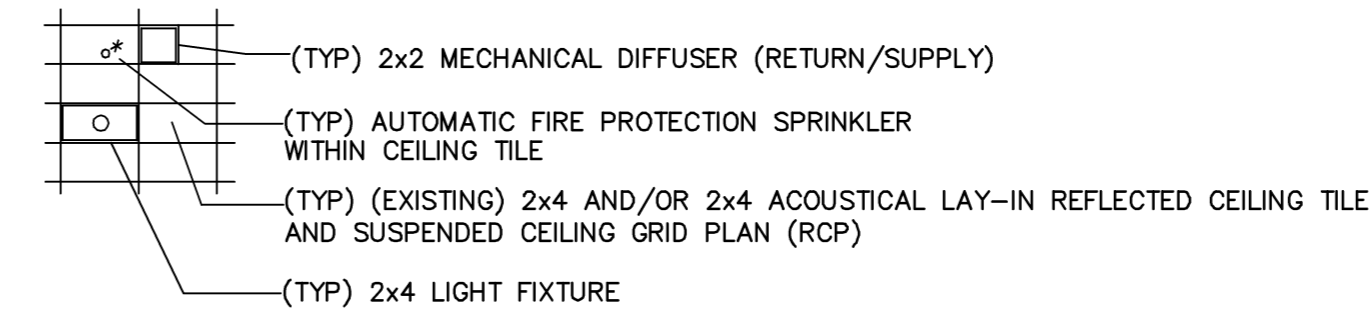 (TYP) 2x2 MECHANICAL DIFFUSER (RETURN/SUPPLY)
(TYP) AUTOMATIC FIRE PROTECTION SPRINKLER
WITHIN CEILING TILE
(TYP) (EXISTING) 2x4 AND/OR 2x4 ACOUSTICAL LAY-IN REFLECTED CEILING TILE
AND SUSPENDED CEILING GRID PLAN (RCP)
(TYP) 2x4 LIGHT FIXTURE